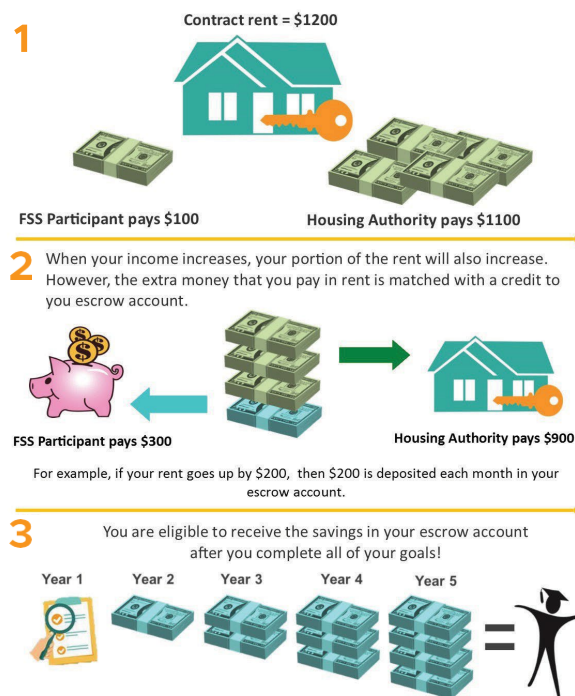 1
Contract rent = $1200
FSS Participant pays $100
Housing Authority pays $1100
2
When your income increases, your portion of the rent will also increase.
However, the extra money that you pay in rent is matched with a credit to
you escrow account.
$
$
$
FSS Participant pays $300
Housing Authority pays $900
For example, if your rent goes up by $200, then $200 is deposited each month in your
escrow account.
3
You are eligible to receive the savings in your escrow account
after you complete all of your goals!
Year 1
Year 2
Year 3
Year 4
Year 5
=